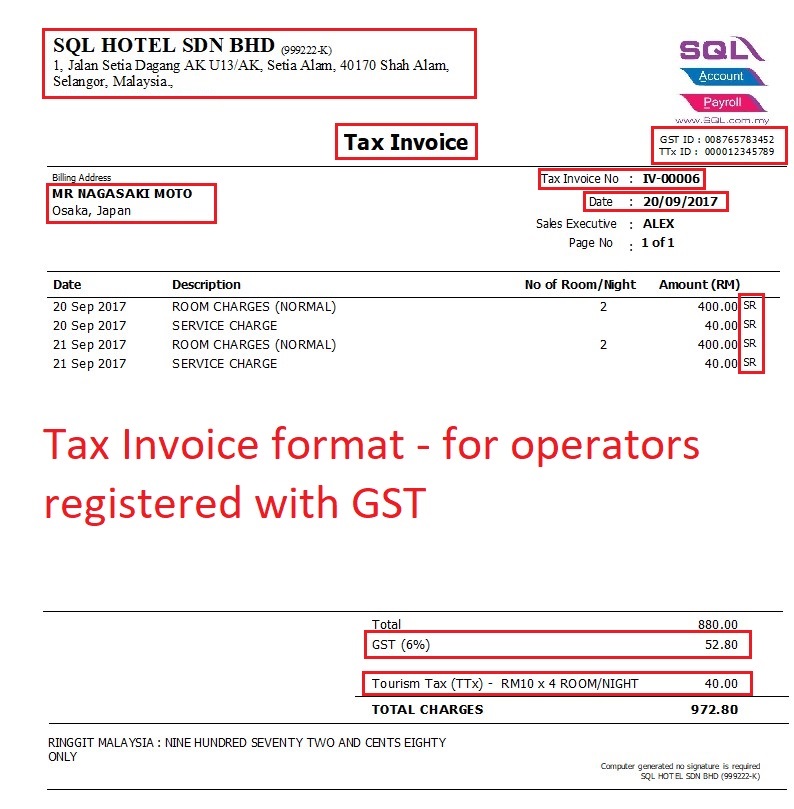 SQL HOTEL SDN BHD (999222-K)
1, Jalan Setia Dagang AK U13/AK, Setia Alam, 40170 Shah Alam,
Selangor, Malaysia.,
SQL
Account
Payroll
www.SQL.com.my
GST ID : 008765783452
TTx ID : 000012345789
Tax Invoice
Billing Address
MR NAGASAKI MOTO
Osaka, Japan
Tax Invoice No : IV-00006
Date : 20/09/2017
Sales Executive : ALEX
Page No : 1 of 1
Date Description No of Room/Night Amount (RM)
20 Sep 2017 ROOM CHARGES (NORMAL) 2 400.00 SR
20 Sep 2017 SERVICE CHARGE 40.00 SR
21 Sep 2017 ROOM CHARGES (NORMAL) 2 400.00 SR
21 Sep 2017 SERVICE CHARGE 40.00 SR
Tax Invoice format - for operators
registered with GST
Total 880.00
GST (6%) 52.80
Tourism Tax (TTx) - RM10 x 4 ROOM/NIGHT 40.00
TOTAL CHARGES 972.80
RINGGIT MALAYSIA : NINE HUNDRED SEVENTY TWO AND CENTS EIGHTY
ONLY
Computer generated no signature is required
SQL HOTEL SDN BHD (999222-K)